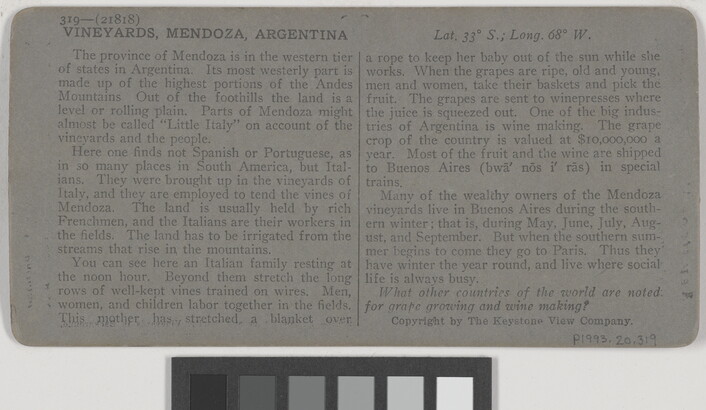 319—(21818)
VINEYARDS, MENDOZA, ARGENTINA
Lat. 33° S.; Long. 68° W.
The province of Mendoza is in the western tier
of states in Argentina. Its most westerly part is
made up of the highest portions of the Andes
Mountains Out of the foothills the land is a
level or rolling plain. Parts of Mendoza might
almost be called "Little Italy" on account of the
vineyards and the people.
Here one finds not Spanish or Portuguese, as
in so many places in South America, but Ital-
ians. They were brought up in the vineyards of
Italy, and they are employed to tend the vines of
Mendoza. The land is usually held by rich
Frenchmen, and the Italians are their workers in
the fields. The land has to be irrigated from the
streams that rise in the mountains.
You can see here an Italian family resting at
the noon hour. Beyond them stretch the long
rows of well-kept vines trained on wires. Men,
women, and children labor together in the fields.
This mother has stretched a blanket over
a rope to keep her baby out of the sun while she
works. When the grapes are ripe, old and young,
men and women, take their baskets and pick the
fruit. The grapes are sent to winepresses where
the juice is squeezed out. One of the big indus-
tries of Argentina is wine making. The grape
crop of the country is valued at $10,000,000 a
year. Most of the fruit and the wine are shipped
to Buenos Aires (bwā′ nōs ī′ rās) in special
trains.
Many of the wealthy owners of the Mendoza
vineyards live in Buenos Aires during the south-
ern winter; that is, during May, June, July, Aug-
ust, and September. But when the southern sum-
mer begins to come they go to Paris. Thus they
have winter the year round, and live where social
life is always busy.
What other countries of the world are noted
for grape growing and wine making?
Copyright by The Keystone View Company.
P1993.20.319